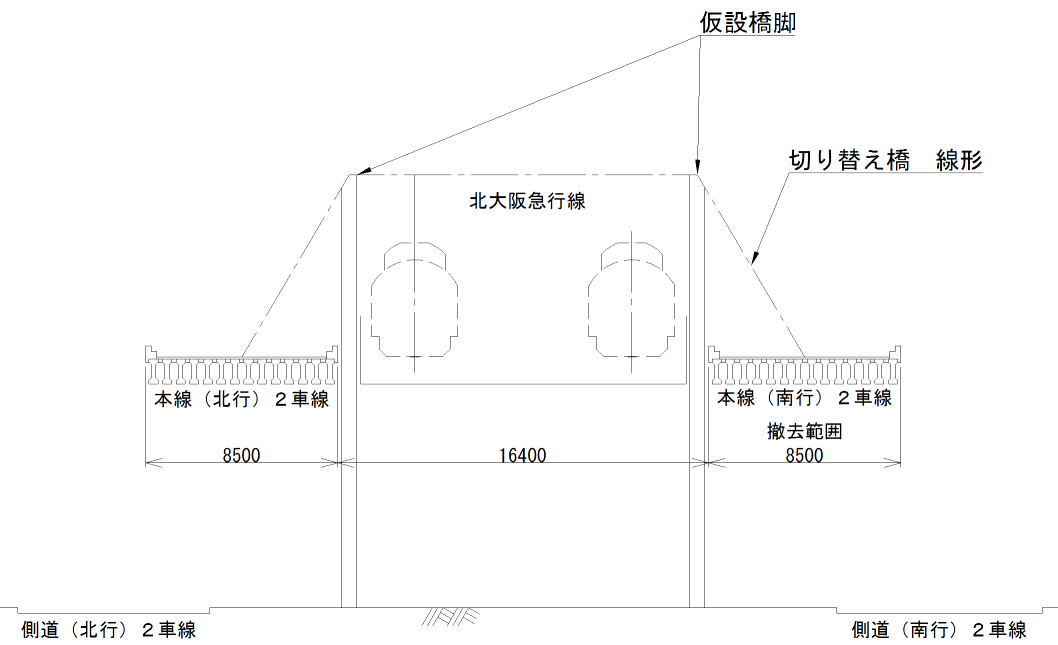 仮設橋脚
切り替え橋　線形
北大阪急行線
本線（北行）２車線
本線（南行）２車線
撤去範囲
8500
16400
8500
側道（北行）２車線
側道（南行）２車線